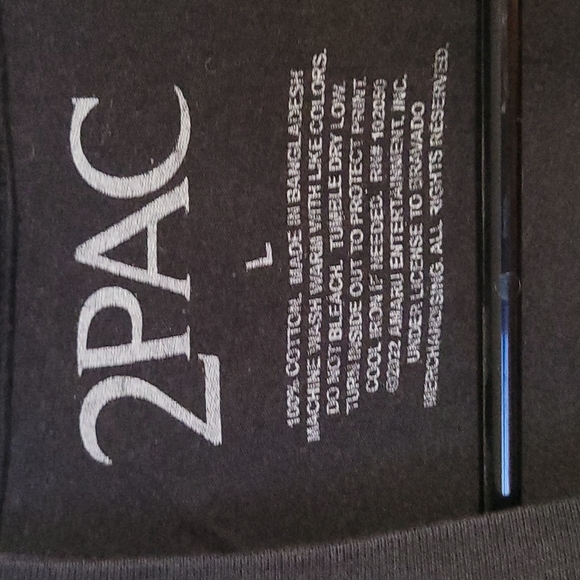 2PAC
L
100% COTTON. MADE IN BANGLADESH
MACHINE WASH WARM WITH LIKE COLORS.
DO NOT BLEACH. TUMBLE DRY LOW.
TURN INSIDE OUT TO PROTECT PRINT.
COOL IRON IF NEEDED. RN# 102050
©2022 AMARU ENTERTAINMENT, INC.
UNDER LICENSE TO BRAVADO
MERCHANDISING. ALL RIGHTS RESERVED.